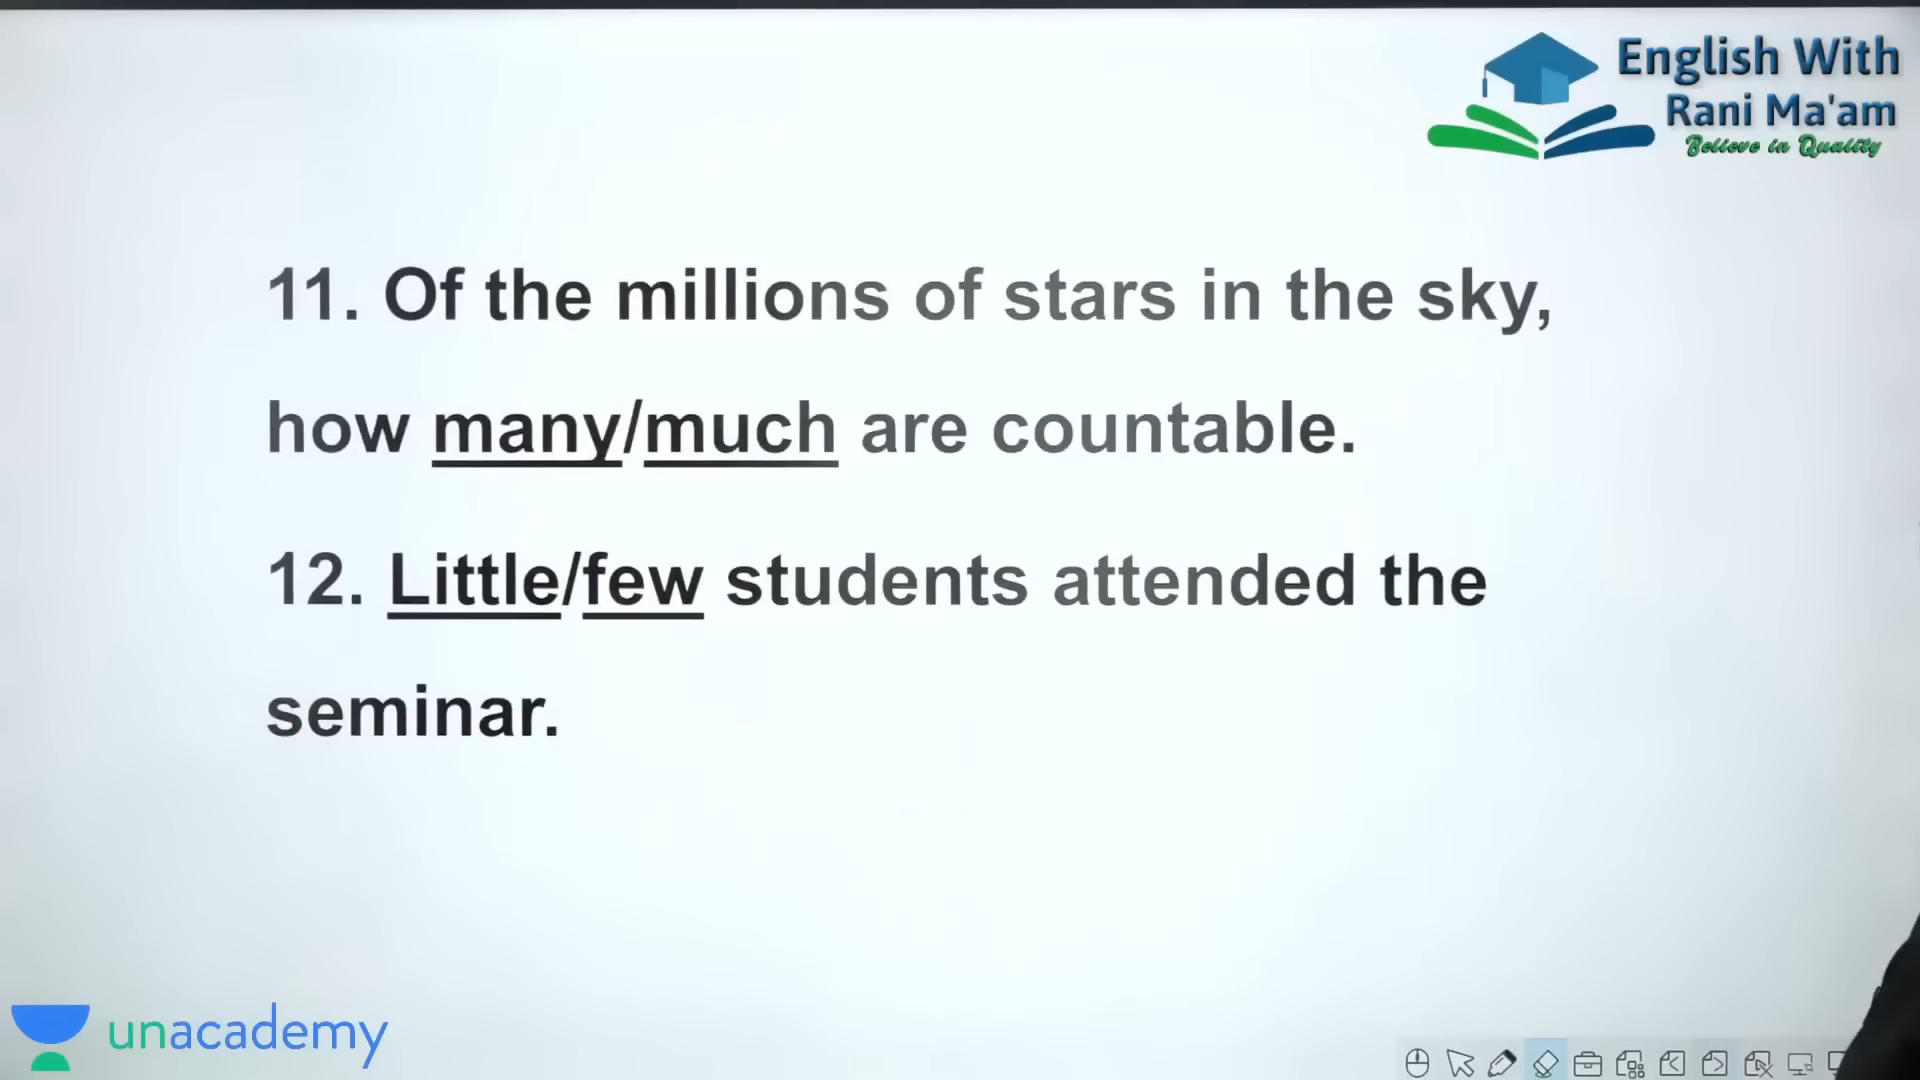 English With
Rani Ma'am
Believe in Quality
11. Of the millions of stars in the sky,
how many/much are countable.
12. Little/few students attended the
seminar.
unacademy